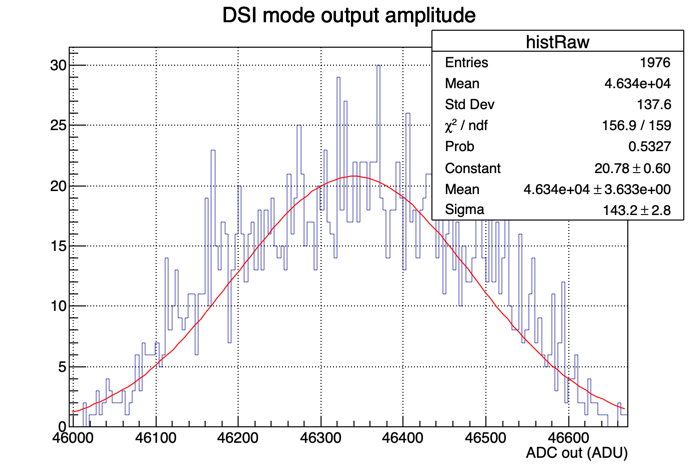 DSI mode output amplitude
histRaw
Entries 1976
Mean 4.634e+04
Std Dev 137.6
χ² / ndf 156.9 / 159
Prob 0.5327
Constant 20.78 ± 0.60
Mean 4.634e+04 ± 3.633e+00
Sigma 143.2 ± 2.8
30
25
20
15
10
5
0
46000 46100 46200 46300 46400 46500 46600
ADC out (ADU)